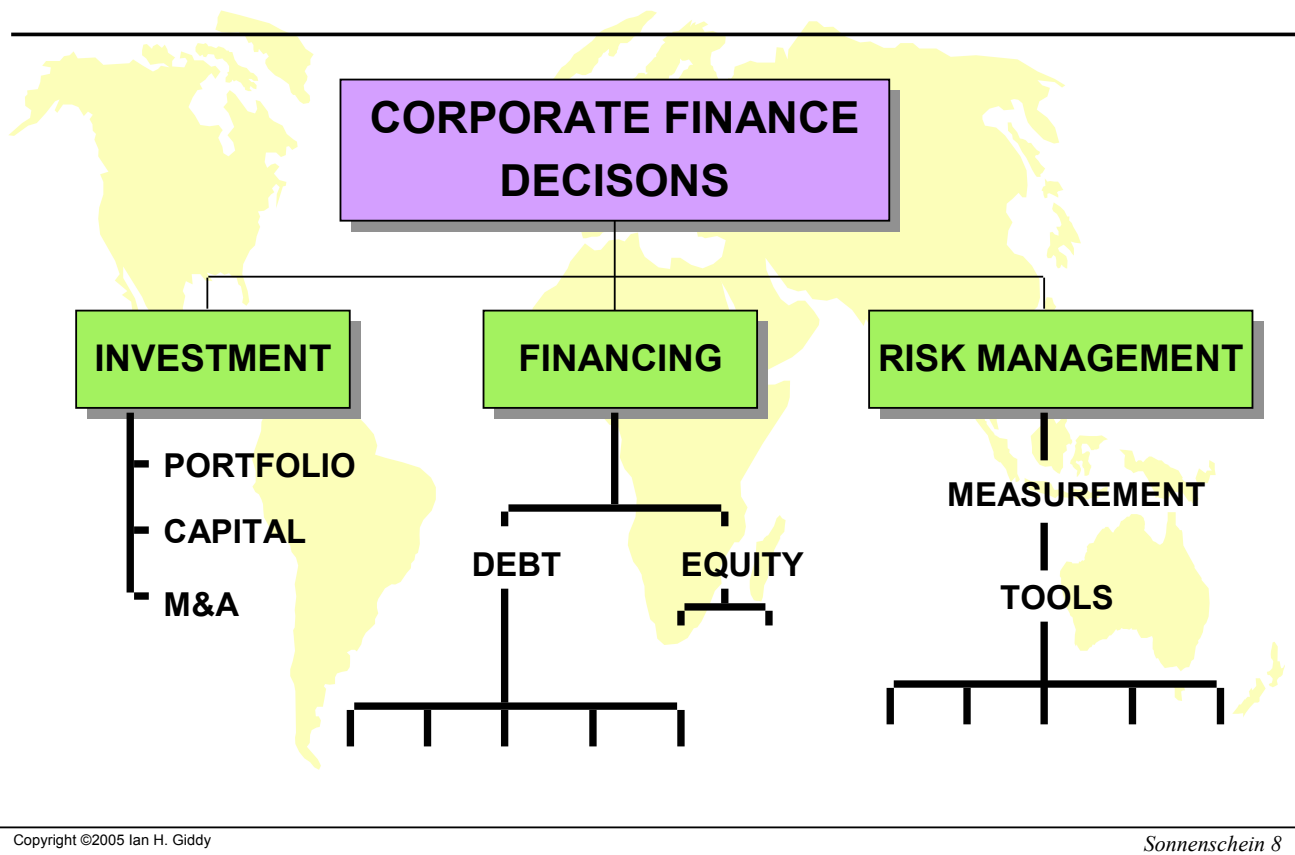 CORPORATE FINANCE
DECISONS
INVESTMENT
FINANCING
RISK MANAGEMENT
PORTFOLIO
CAPITAL
M&A
DEBT
EQUITY
MEASUREMENT
TOOLS
Copyright ©2005 Ian H. Giddy
Sonnenschein 8